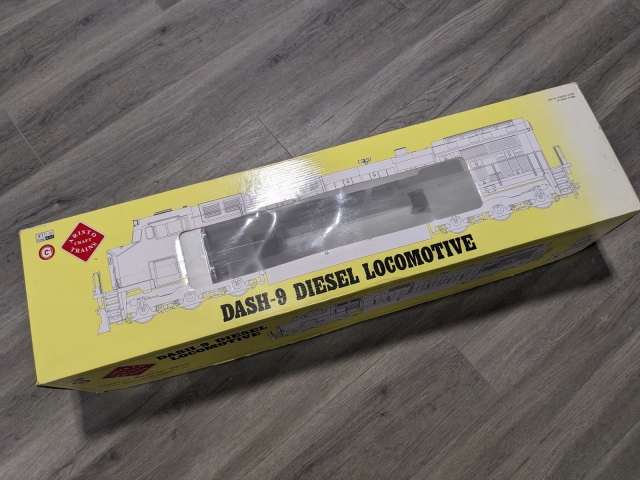 ARISTO
CRAFT
TRAINS
G
DASH-9 DIESEL LOCOMOTIVE
DASH-9 DIESEL
LOCOMOTIVE